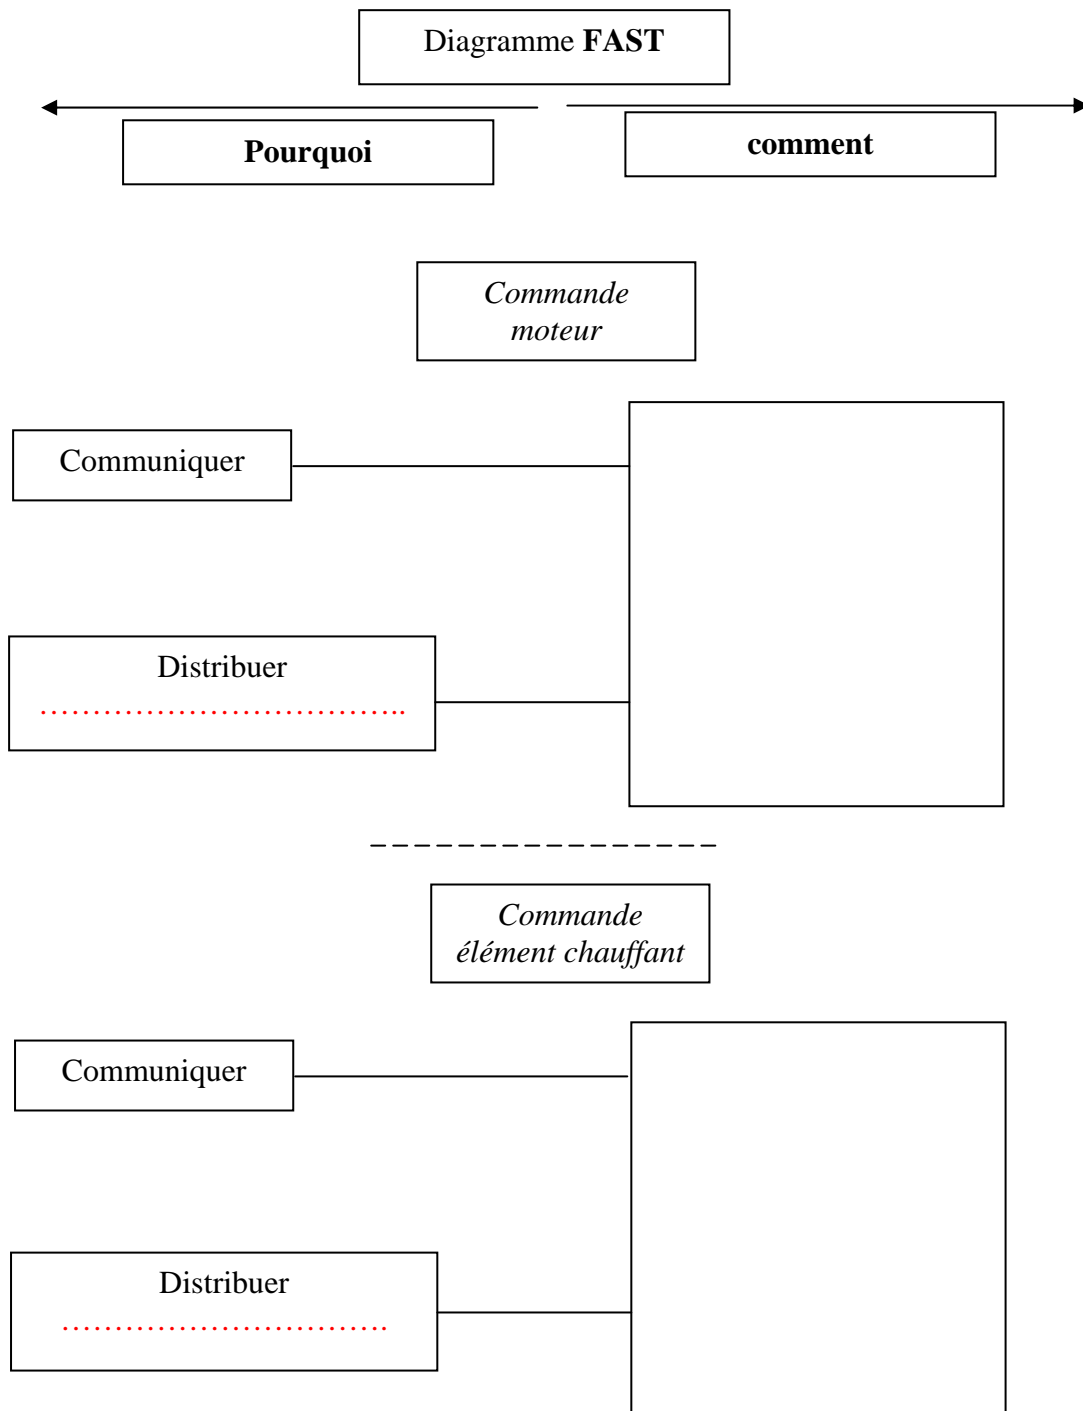 Diagramme FAST
Pourquoi
comment
Commande
moteur
Communiquer
Distribuer
……………………………..
Commande
élément chauffant
Communiquer
Distribuer
………………………….